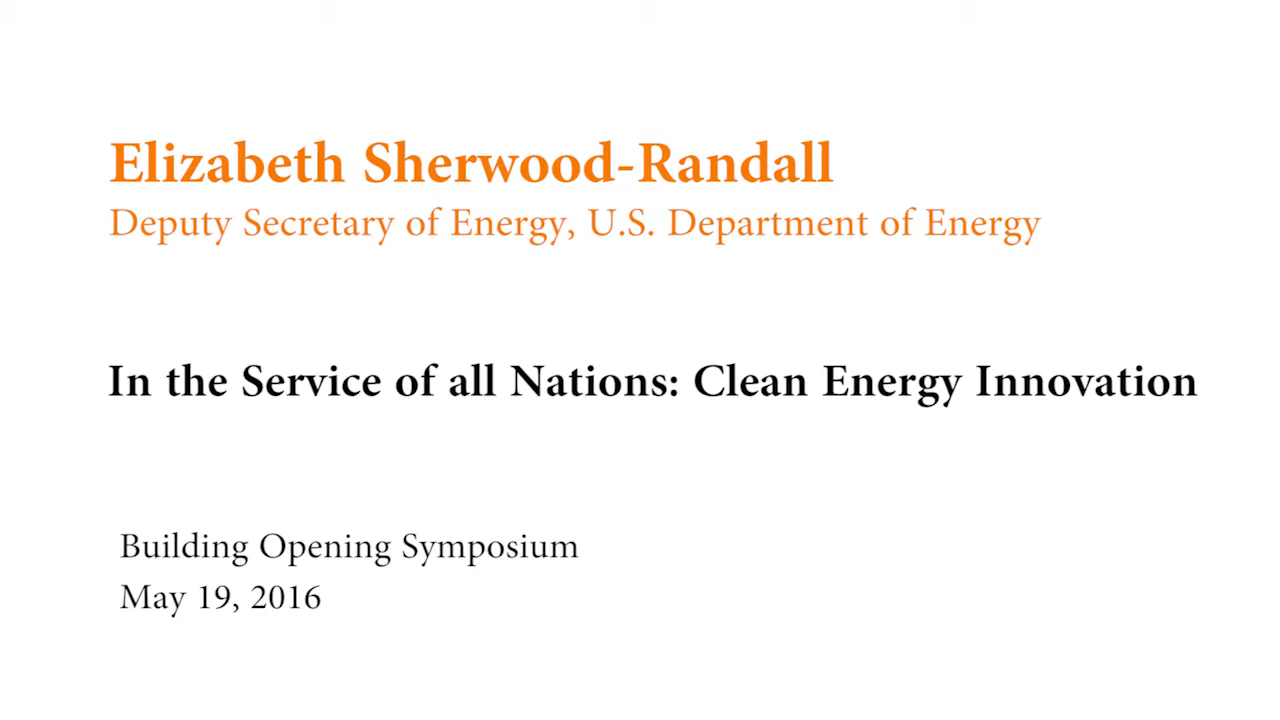 Elizabeth Sherwood-Randall
Deputy Secretary of Energy, U.S. Department of Energy
In the Service of all Nations: Clean Energy Innovation
Building Opening Symposium
May 19, 2016